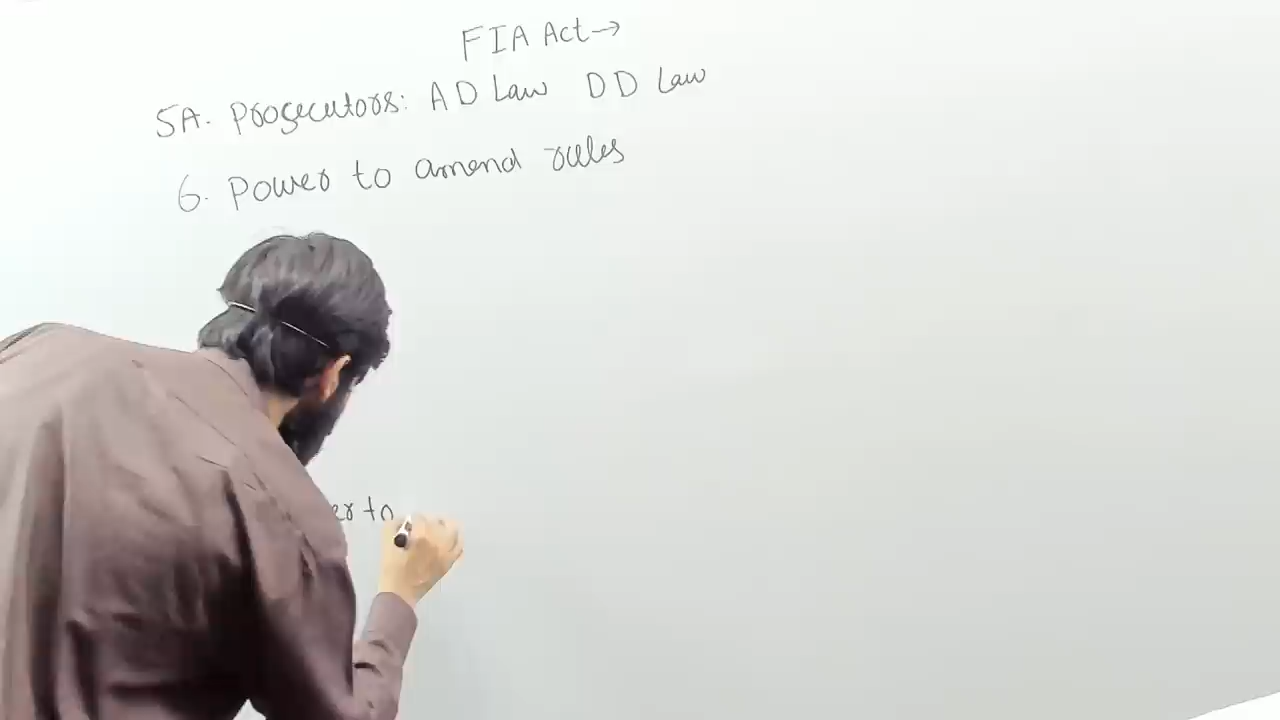 FIA Act→
5A. Prosecutors: AD Law DD Law
6. Power to amend rules
er to